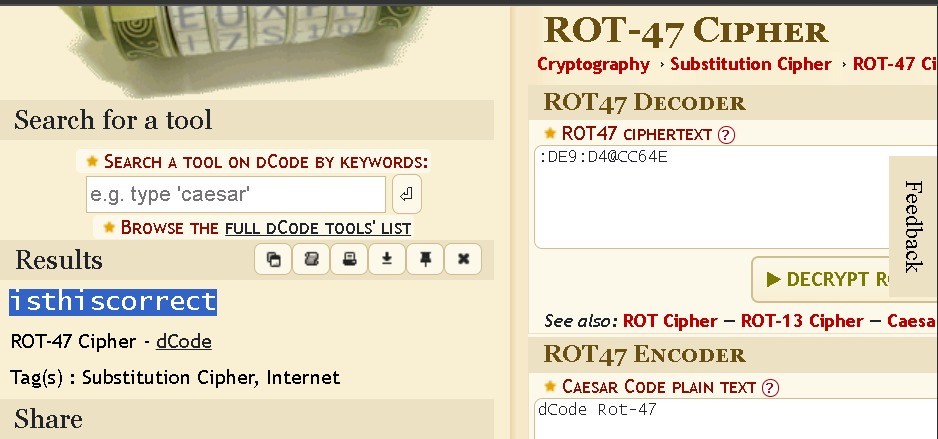 ROT-47 Cipher
Cryptography › Substitution Cipher › ROT-47 Ci
ROT47 Decoder
ROT47 ciphertext ?
:DE9:D4@CC64E
Feedback
▶ DECRYPT R
See also: ROT Cipher — ROT-13 Cipher — Caesa
ROT47 Encoder
Caesar Code plain text ?
dCode Rot-47
Search for a tool
Search a tool on dCode by keywords:
e.g. type 'caesar'
Browse the full dCode tools' list
Results
isthiscorrect
ROT-47 Cipher - dCode
Tag(s) : Substitution Cipher, Internet
Share